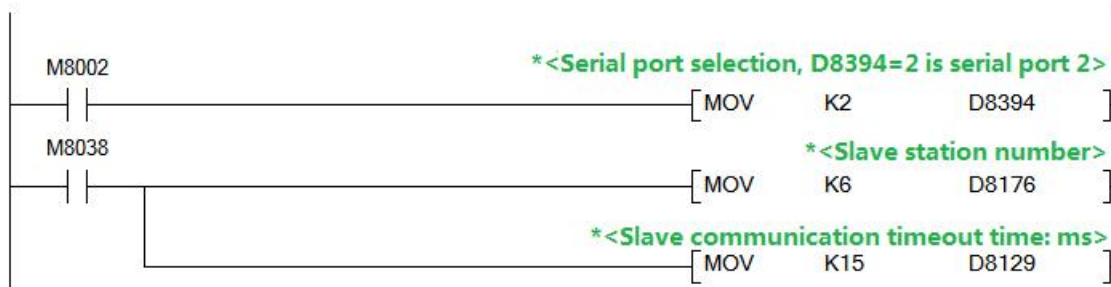 *<Serial port selection, D8394=2 is serial port 2>
M8002
MOV K2 D8394
*<Slave station number>
M8038
MOV K6 D8176
*<Slave communication timeout time: ms>
MOV K15 D8129